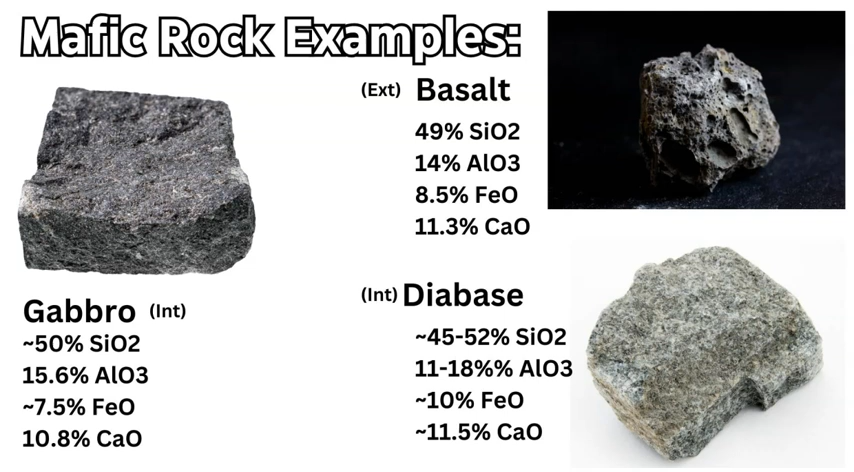 Mafic Rock Examples:
(Ext) Basalt
49% SiO2
14% AlO3
8.5% FeO
11.3% CaO
Gabbro (Int)
~50% SiO2
15.6% AlO3
~7.5% FeO
10.8% CaO
(Int) Diabase
~45-52% SiO2
11-18%% AlO3
~10% FeO
~11.5% CaO